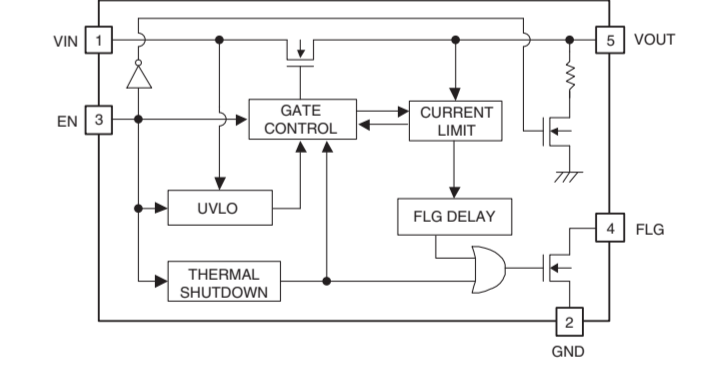 VIN 1
5 VOUT
EN 3
GATE
CONTROL
CURRENT
LIMIT
UVLO
FLG DELAY
4 FLG
THERMAL
SHUTDOWN
2
GND